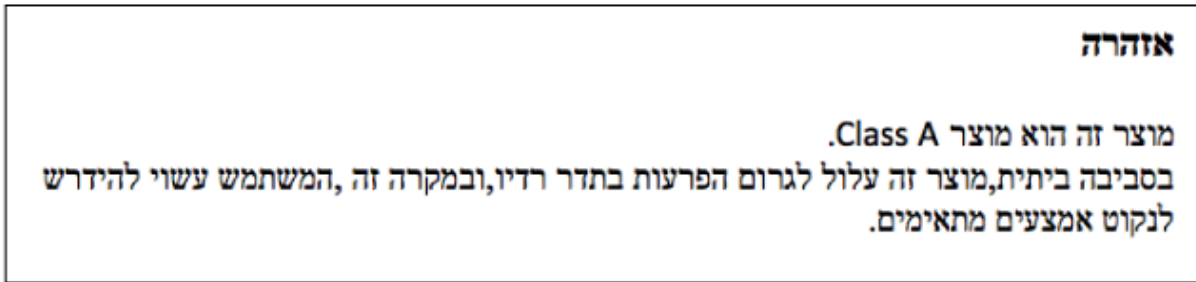 אזהרה
מוצר זה הוא מוצר Class A.
בסביבה ביתית,מוצר זה עלול לגרום הפרעות בתדר רדיו,ובמקרה זה ,המשתמש עשוי להידרש
לנקוט אמצעים מתאימים.